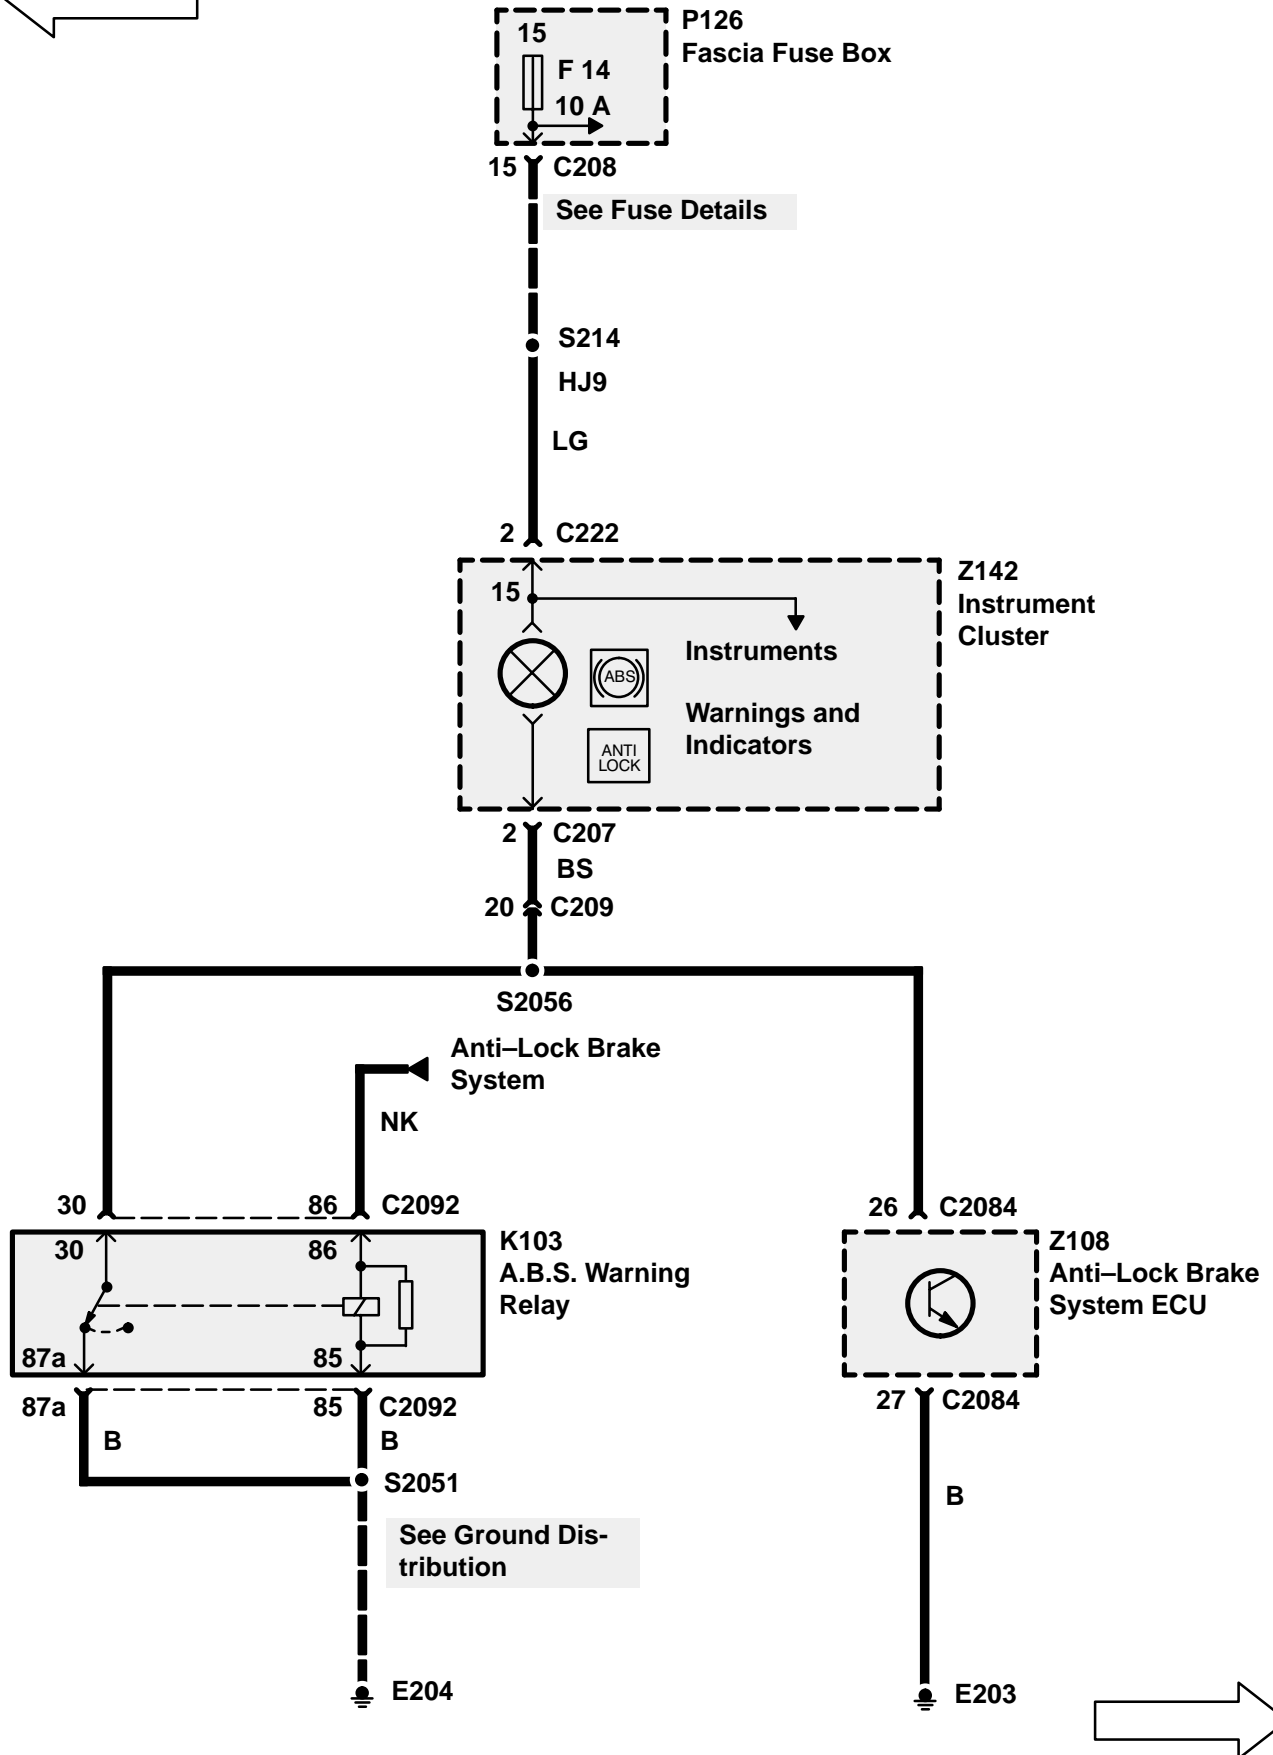 P126
Fascia Fuse Box
15
F 14
10 A
15
C208
See Fuse Details
S214
HJ9
LG
2
C222
Z142
Instrument
Cluster
15
Instruments
ABS
Warnings and
Indicators
ANTI
LOCK
2
C207
BS
20
C209
S2056
Anti–Lock Brake
System
NK
30
86
C2092
26
C2084
30
86
K103
A.B.S. Warning
Relay
Z108
Anti–Lock Brake
System ECU
87a
85
87a
85
C2092
27
C2084
B
B
S2051
B
See Ground Dis-
tribution
E204
E203